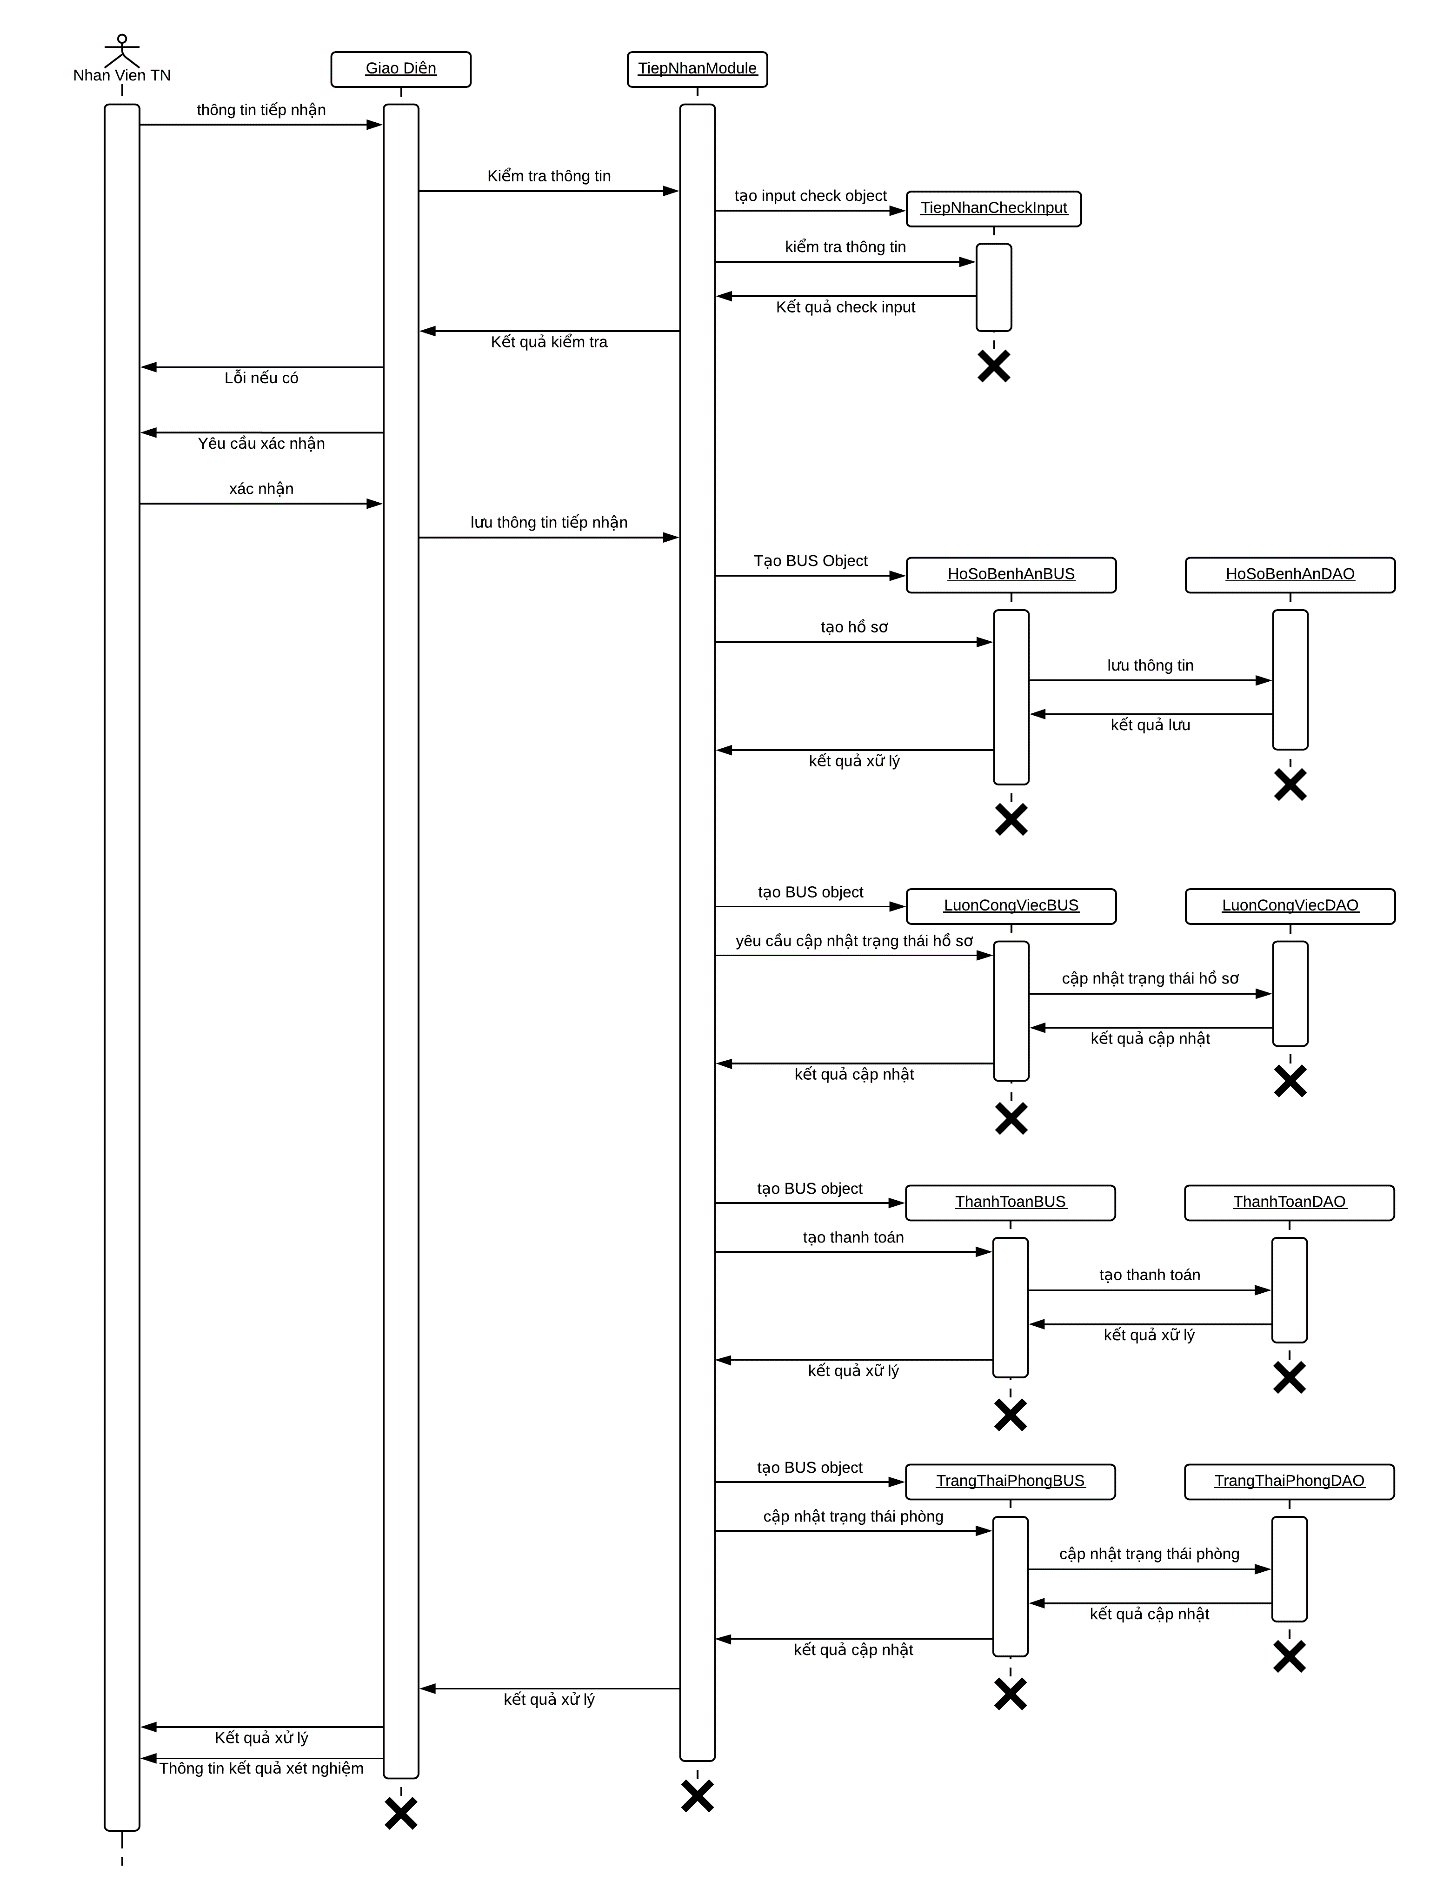 Nhan Vien TN
Giao Diện
TiepNhanModule
thông tin tiếp nhận
Kiểm tra thông tin
tạo input check object
TiepNhanCheckInput
kiểm tra thông tin
Kết quả check input
Kết quả kiểm tra
Lỗi nếu có
Yêu cầu xác nhận
xác nhận
lưu thông tin tiếp nhận
Tạo BUS Object
HoSoBenhAnBUS
HoSoBenhAnDAO
tạo hồ sơ
lưu thông tin
kết quả lưu
kết quả xữ lý
tạo BUS object
LuonCongViecBUS
LuonCongViecDAO
yêu cầu cập nhật trạng thái hồ sơ
cập nhật trạng thái hồ sơ
kết quả cập nhật
kết quả cập nhật
tạo BUS object
ThanhToanBUS
ThanhToanDAO
tạo thanh toán
tạo thanh toán
kết quả xữ lý
kết quả xữ lý
tạo BUS object
TrangThaiPhongBUS
TrangThaiPhongDAO
cập nhật trạng thái phòng
cập nhật trạng thái phòng
kết quả cập nhật
kết quả cập nhật
kết quả xử lý
Kết quả xử lý
Thông tin kết quả xét nghiệm